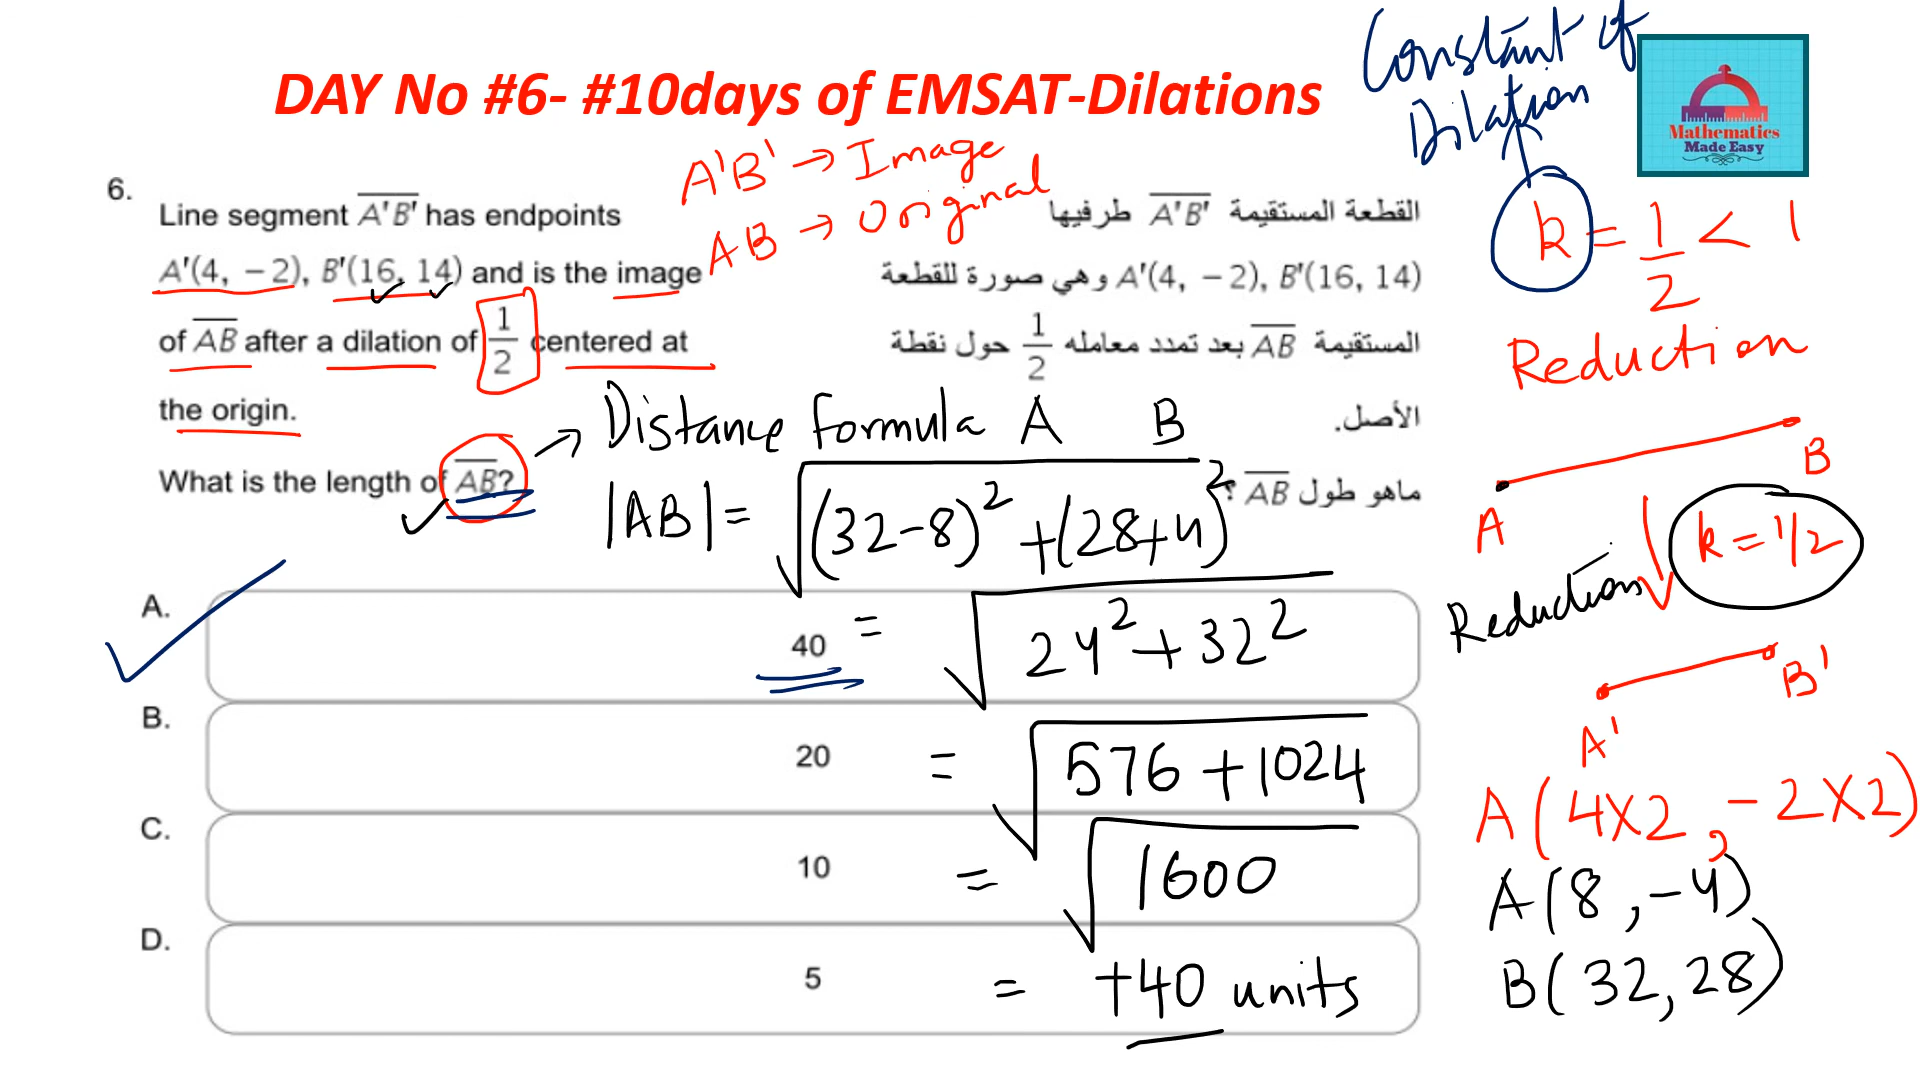 DAY No #6- #10days of EMSAT-Dilations
Constant of
Dilation
Mathematics
Made Easy
A'B' → Image
AB → Original
k = 1/2 < 1
Reduction
6.
Line segment A'B' has endpoints
A'(4, −2), B'(16, 14) and is the image
of AB after a dilation of 1/2 centered at
the origin.
What is the length of AB?
القطعة المستقيمة A'B' طرفيها
A'(4, −2), B'(16, 14) وهي صورة للقطعة
المستقيمة AB بعد تمدد معامله 1/2 حول نقطة
الأصل.
ماهو طول AB ؟
→ Distance formula A B
|AB| = √(32-8)² + (28+4)²
= √24² + 32²
= √576 + 1024
= √1600
= +40 units
A.
40
B.
20
C.
10
D.
5
A B
Reduction k = 1/2
A' B'
A(4×2, -2×2)
A(8, -4)
B(32, 28)